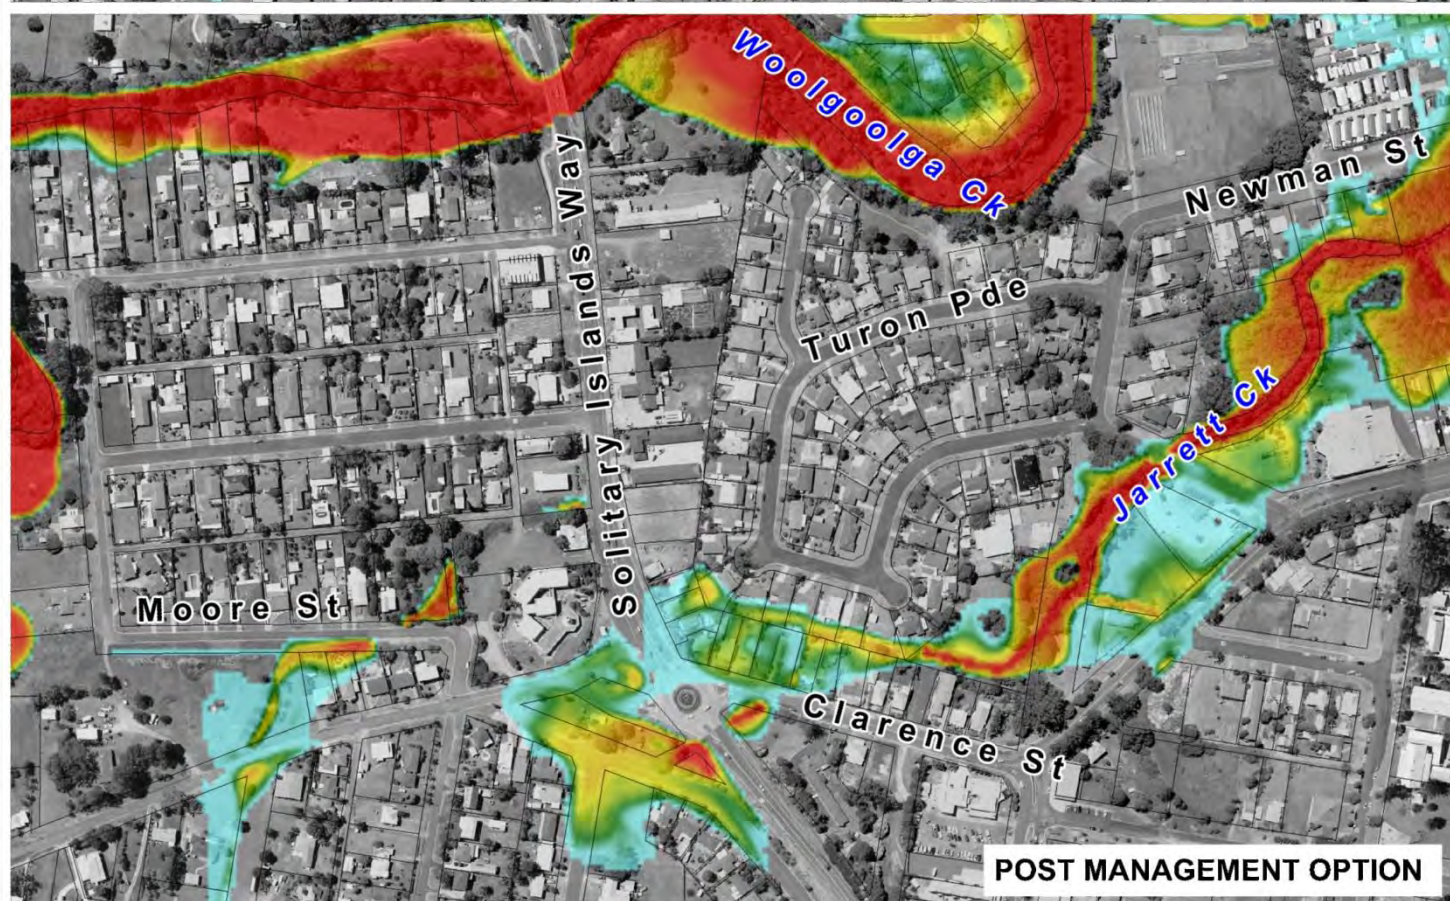 Woolgoolga Ck
Newman St
Solitary Islands Way
Turon Pde
Jarrett Ck
Moore St
Clarence St
POST MANAGEMENT OPTION